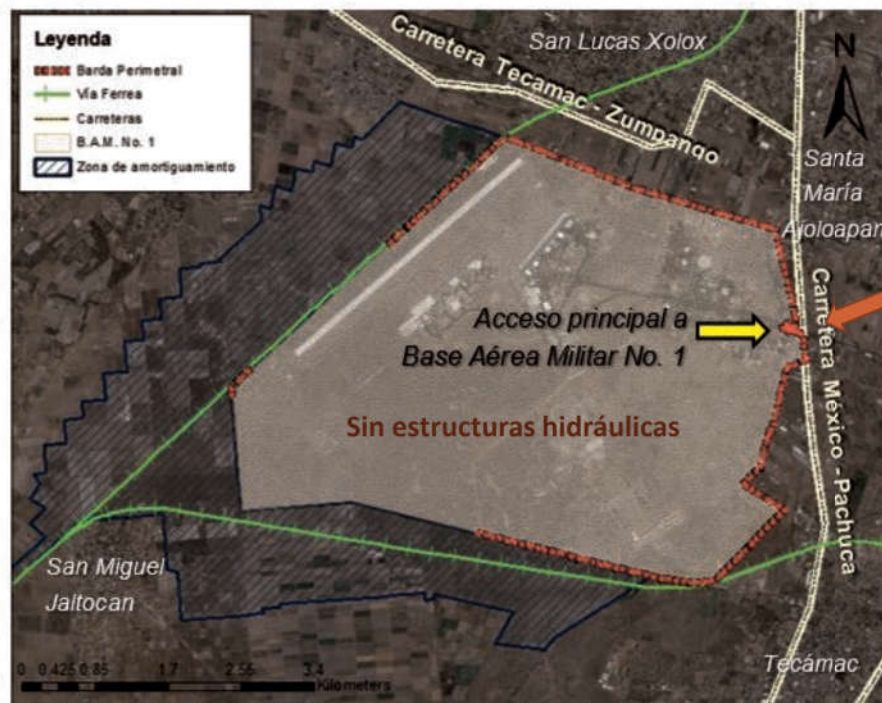 Leyenda
Barda Perimetral
Vía Ferrea
Carreteras
B.A.M. No. 1
Zona de amortiguamiento
San Lucas Xolox
Carretera Tecamac - Zumpango
N
Santa
María
Ajoloapan
Acceso principal a
Base Aérea Militar No. 1
Carretera México - Pachuca
Sin estructuras hidráulicas
San Miguel
Jaltocan
Tecámac
0 0.425 0.85 1.7 2.55 3.4
Kilometers